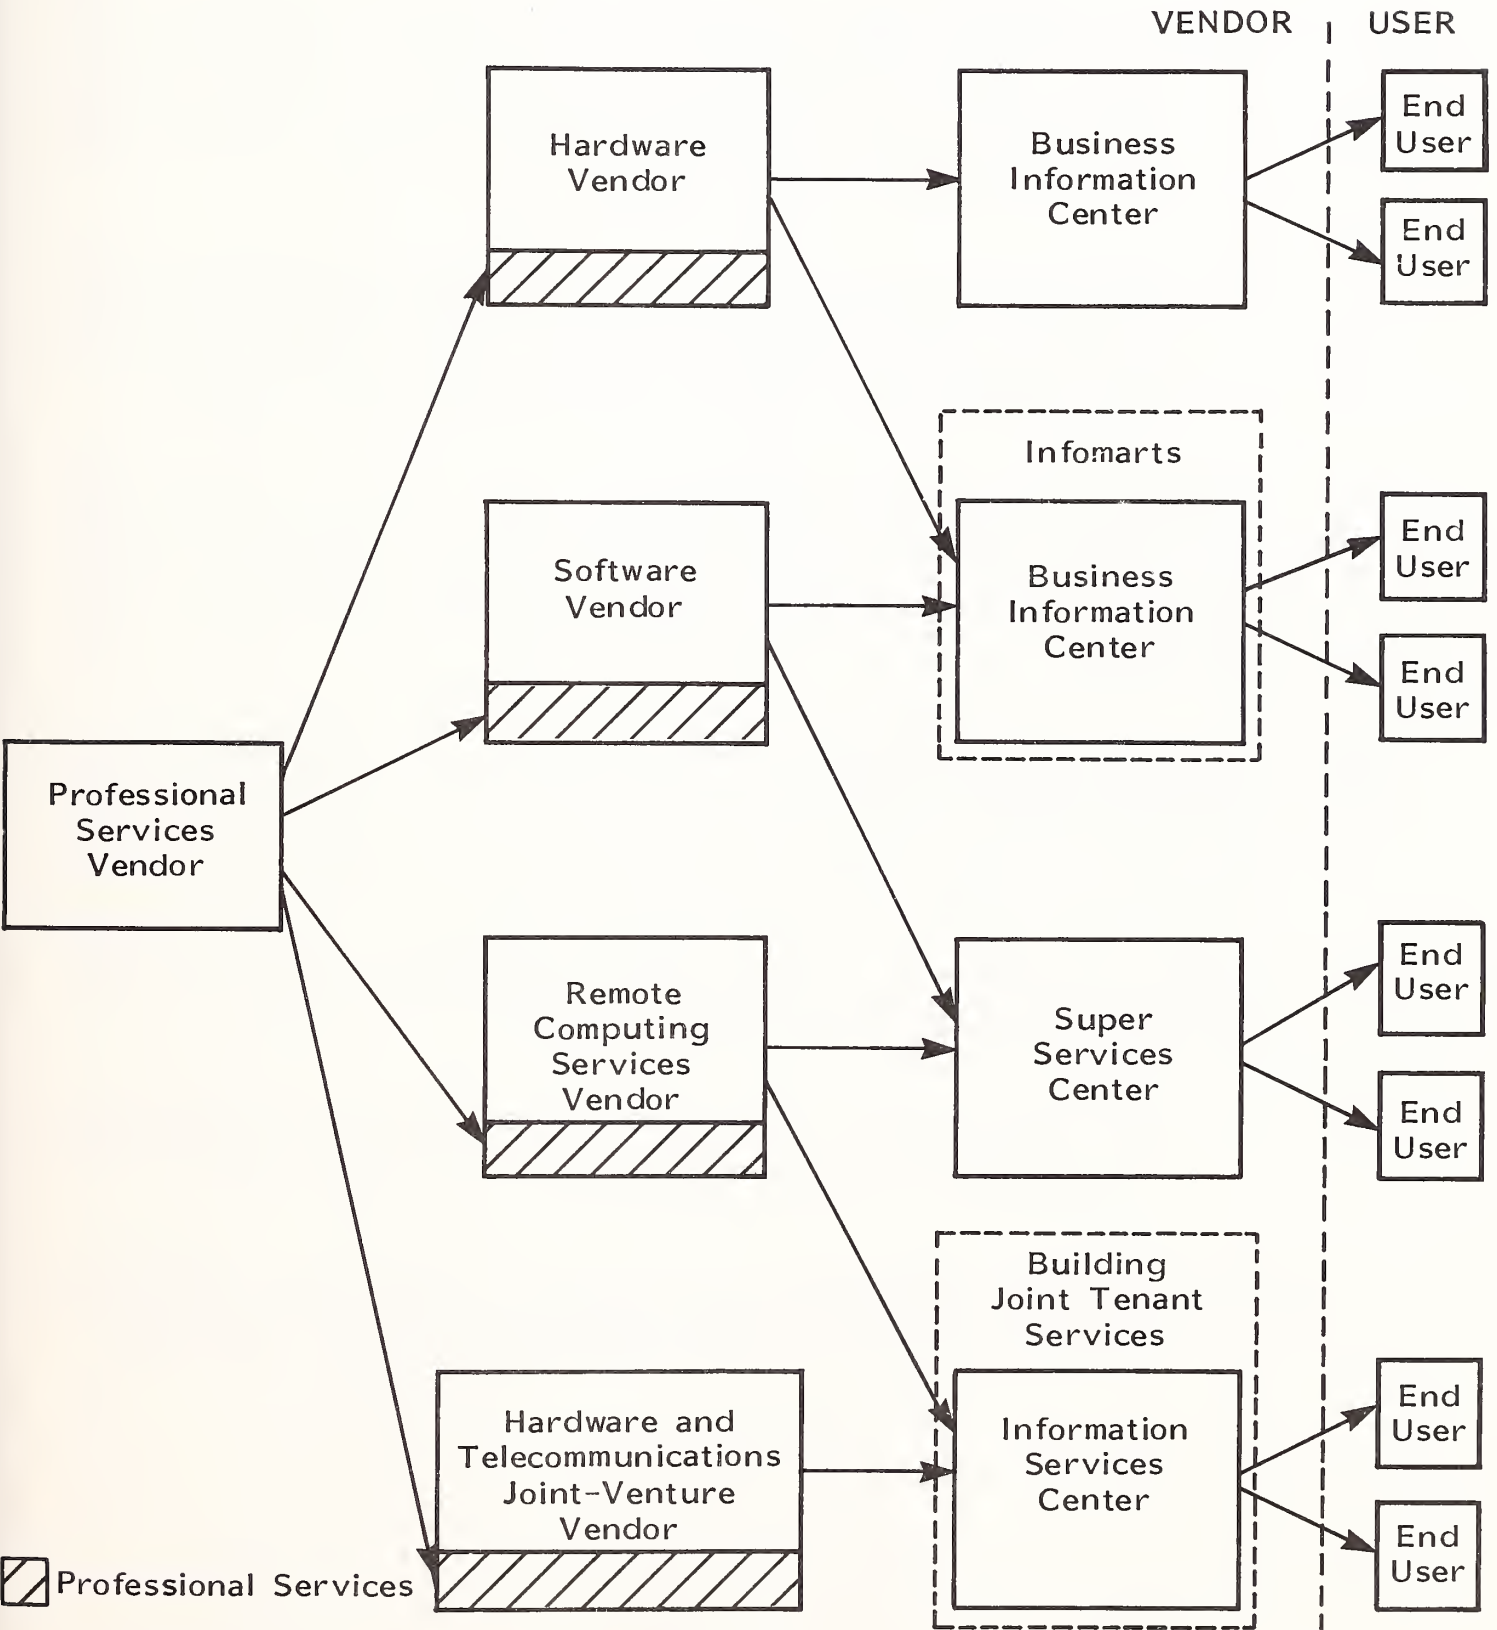 VENDOR
USER
Hardware
Vendor
Business
Information
Center
End
User
End
User
Infomarts
Software
Vendor
Business
Information
Center
End
User
End
User
Professional
Services
Vendor
Remote
Computing
Services
Vendor
Super
Services
Center
End
User
End
User
Building
Joint Tenant
Services
Hardware and
Telecommunications
Joint-Venture
Vendor
Information
Services
Center
End
User
End
User
Professional Services